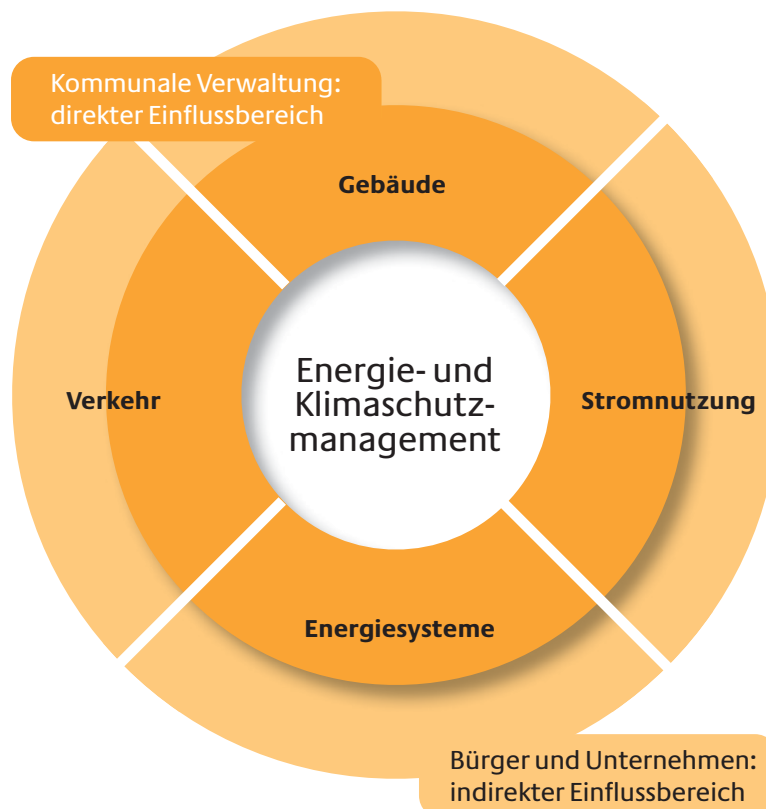 Kommunale Verwaltung:
direkter Einflussbereich
Gebäude
Energie- und
Klimaschutz-
management
Verkehr
Stromnutzung
Energiesysteme
Bürger und Unternehmen:
indirekter Einflussbereich